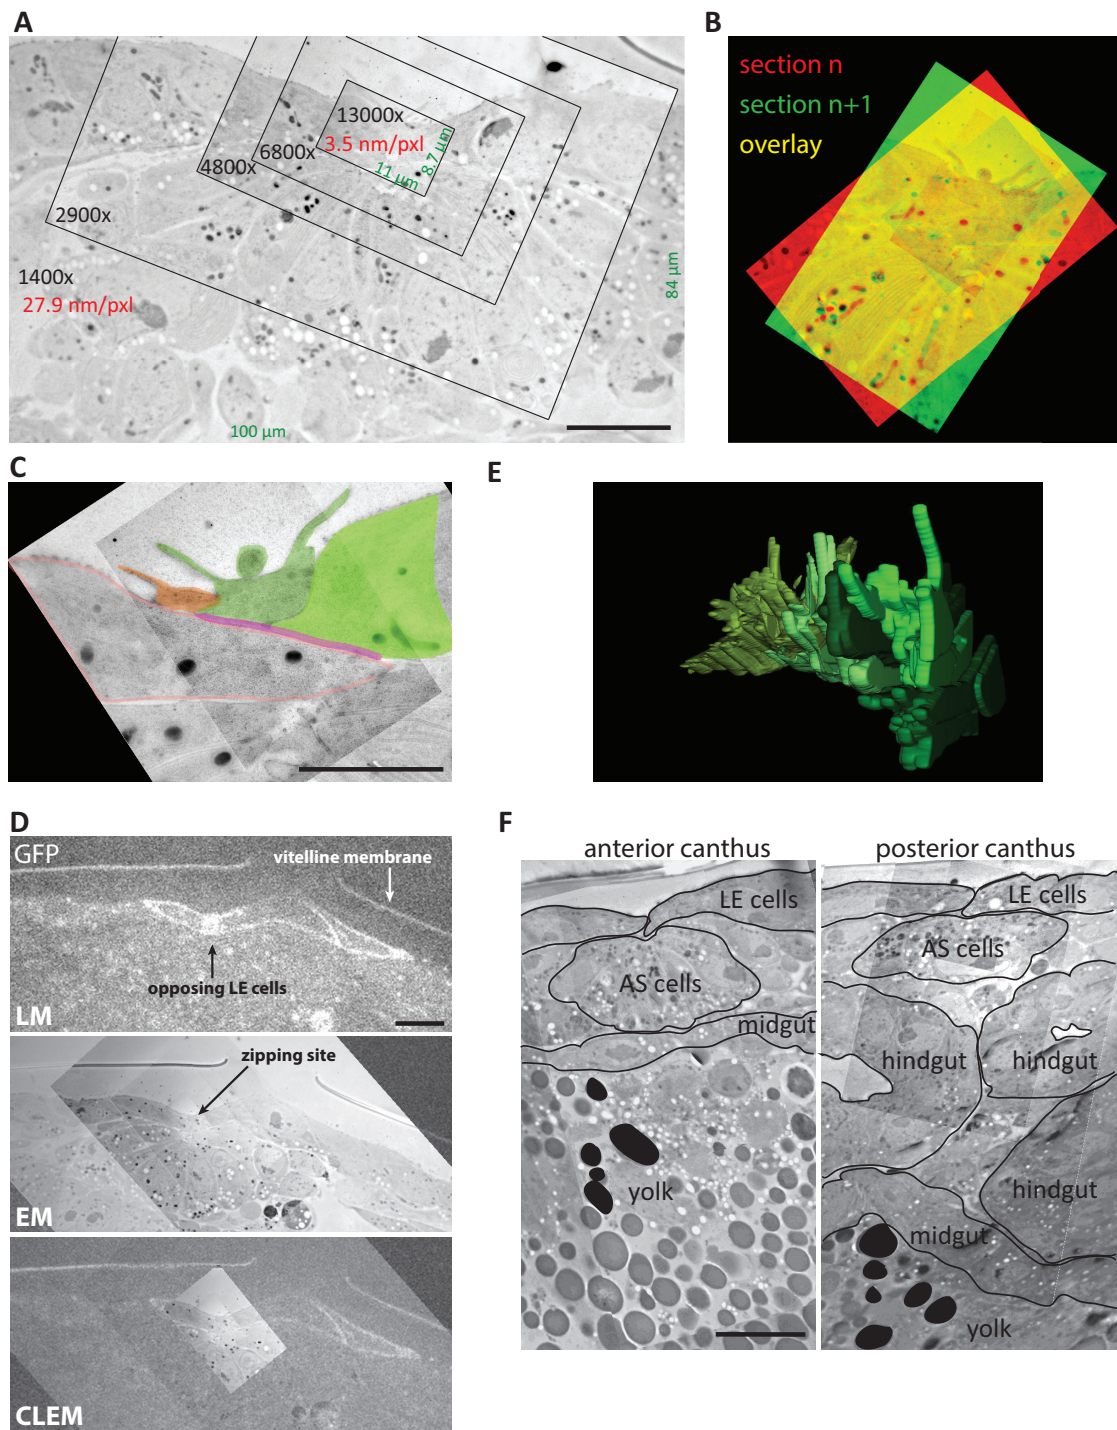 A
13000x
3.5 nm/pxl
8.7 µm
11 µm
6800x
4800x
2900x
1400x
27.9 nm/pxl
84 µm
100 µm
B
section n
section n+1
overlay
C
E
D
GFP
vitelline membrane
opposing LE cells
LM
zipping site
EM
CLEM
F
anterior canthus
LE cells
AS cells
midgut
yolk
posterior canthus
LE cells
AS cells
hindgut
hindgut
hindgut
midgut
yolk